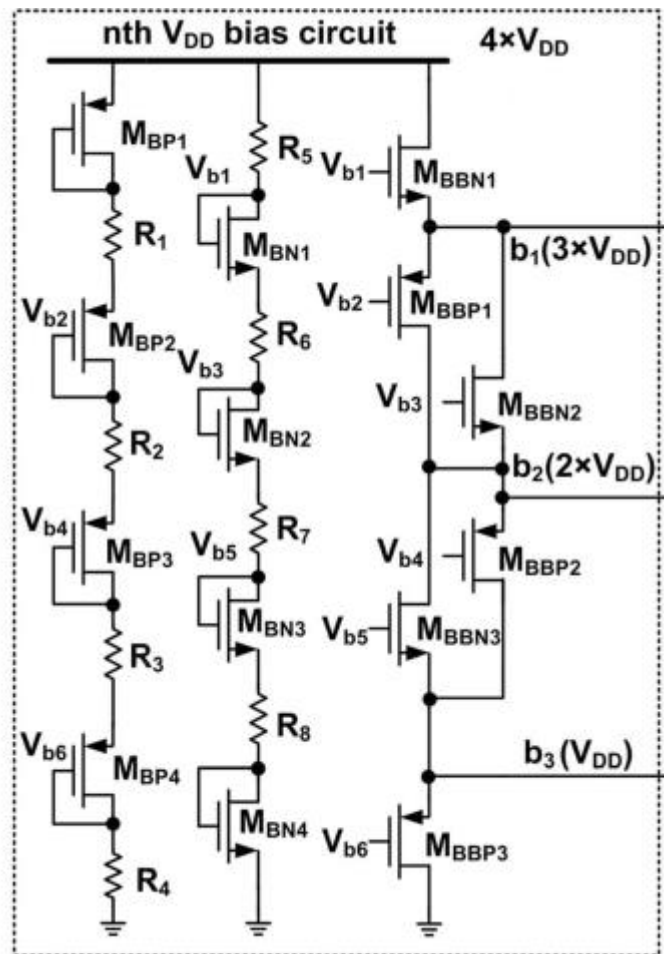 nth VDD bias circuit
4×VDD
MBP1
R1
Vb2
MBP2
R2
Vb4
MBP3
R3
Vb6
MBP4
R4
R5
Vb1
MBN1
R6
Vb3
MBN2
R7
Vb5
MBN3
R8
MBN4
Vb1
MBBN1
b1(3×VDD)
Vb2
MBBP1
Vb3
MBBN2
b2(2×VDD)
Vb4
MBBP2
Vb5
MBBN3
b3(VDD)
Vb6
MBBP3